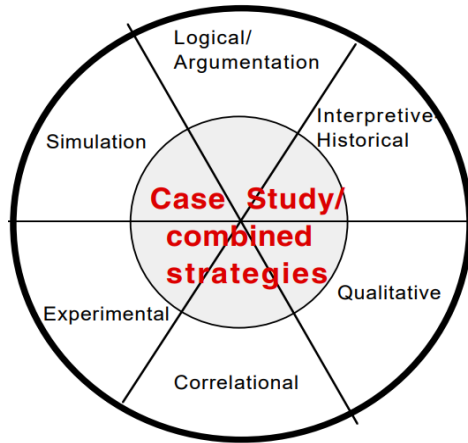 Logical/
Argumentation
Interpretive-
Historical
Simulation
Case Study/
combined
strategies
Qualitative
Experimental
Correlational